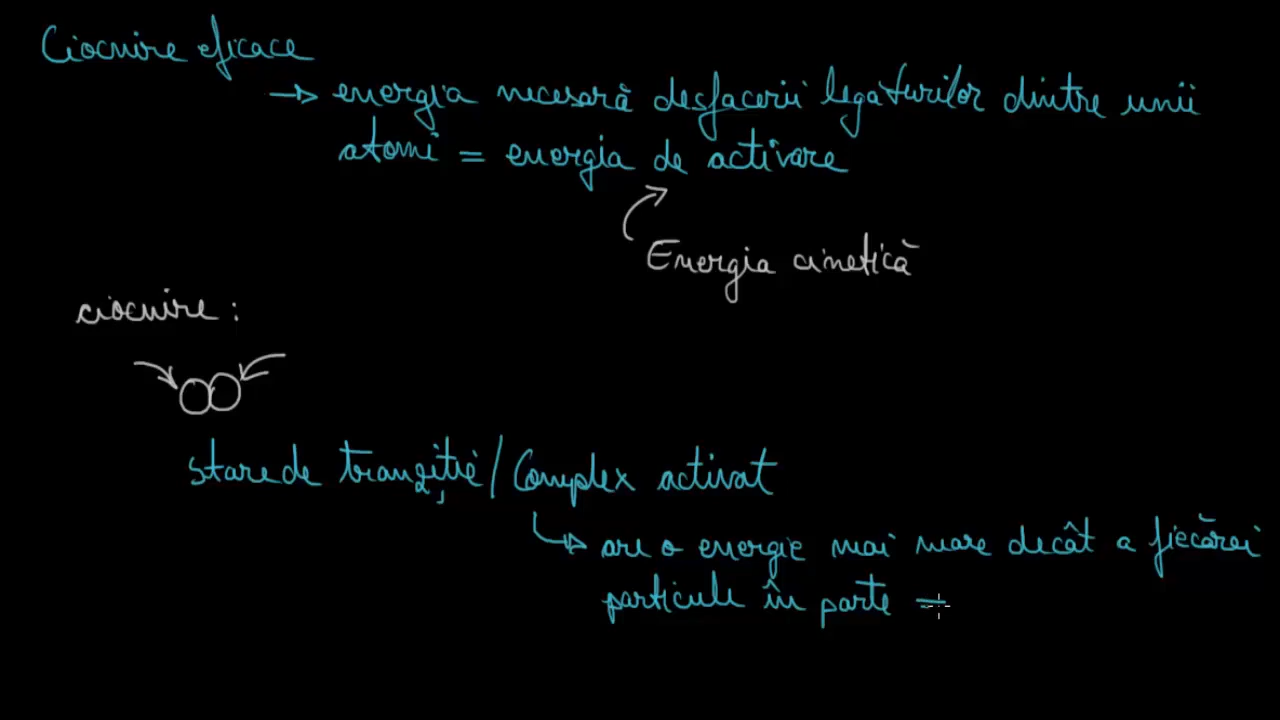 Ciocnire eficace
→ energia necesară desfacerii legăturilor dintre unii
atomi = energia de activare
Energia cinetică
ciocnire :
stare de tranziție / Complex activat
are o energie mai mare decât a fiecărei
particule în parte =